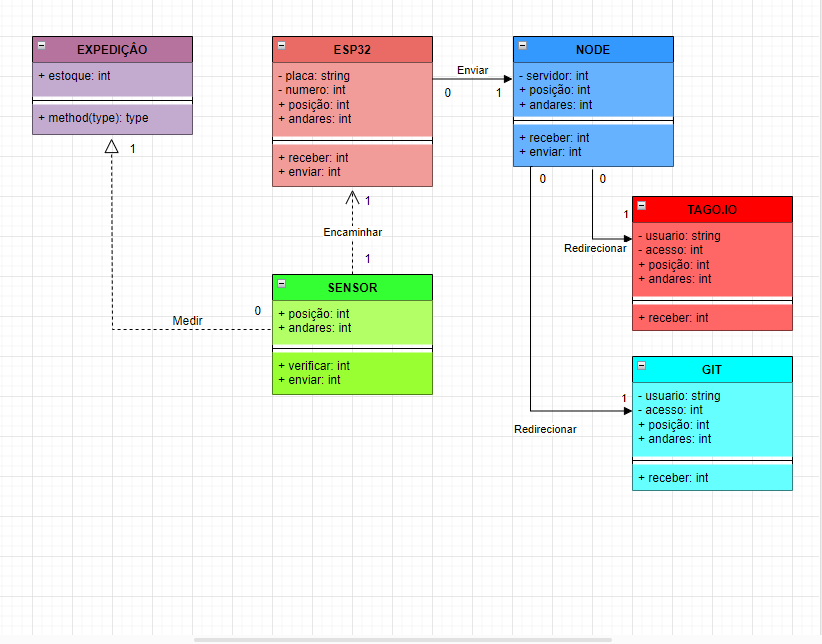 EXPEDIÇÂO
+ estoque: int
+ method(type): type
1
ESP32
- placa: string
- numero: int
+ posição: int
+ andares: int
+ receber: int
+ enviar: int
Enviar
0
1
NODE
- servidor: int
+ posição: int
+ andares: int
+ receber: int
+ enviar: int
0
0
1
Encaminhar
1
SENSOR
+ posição: int
+ andares: int
+ verificar: int
+ enviar: int
0
Medir
1
Redirecionar
TAGO.IO
- usuario: string
- acesso: int
+ posição: int
+ andares: int
+ receber: int
1
Redirecionar
GIT
- usuario: string
- acesso: int
+ posição: int
+ andares: int
+ receber: int